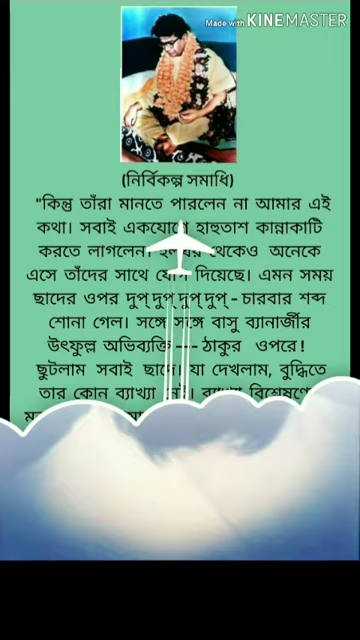 Made with KINEMASTER
(নির্বিকল্প সমাধি)
"কিন্তু তাঁরা মানতে পারলেন না আমার এই
কথা। সবাই একযোগে হাহুতাশ কান্নাকাটি
করতে লাগলেন। থেকেও অনেকে
এসে তাঁদের সাথে যোগ দিয়েছে। এমন সময়
ছাদের ওপর দুপ্ দুপ্ দুপ্ দুপ্ - চারবার শব্দ
শোনা গেল। সঙ্গে সঙ্গে বাসু ব্যানার্জীর
উৎফুল্ল অভিব্যক্তি --- ঠাকুর ওপরে!
ছুটলাম সবাই ছাদে। যা দেখলাম, বুদ্ধিতে
তার কোন ব্যাখ্যা নেই। ব্যাখ্যা